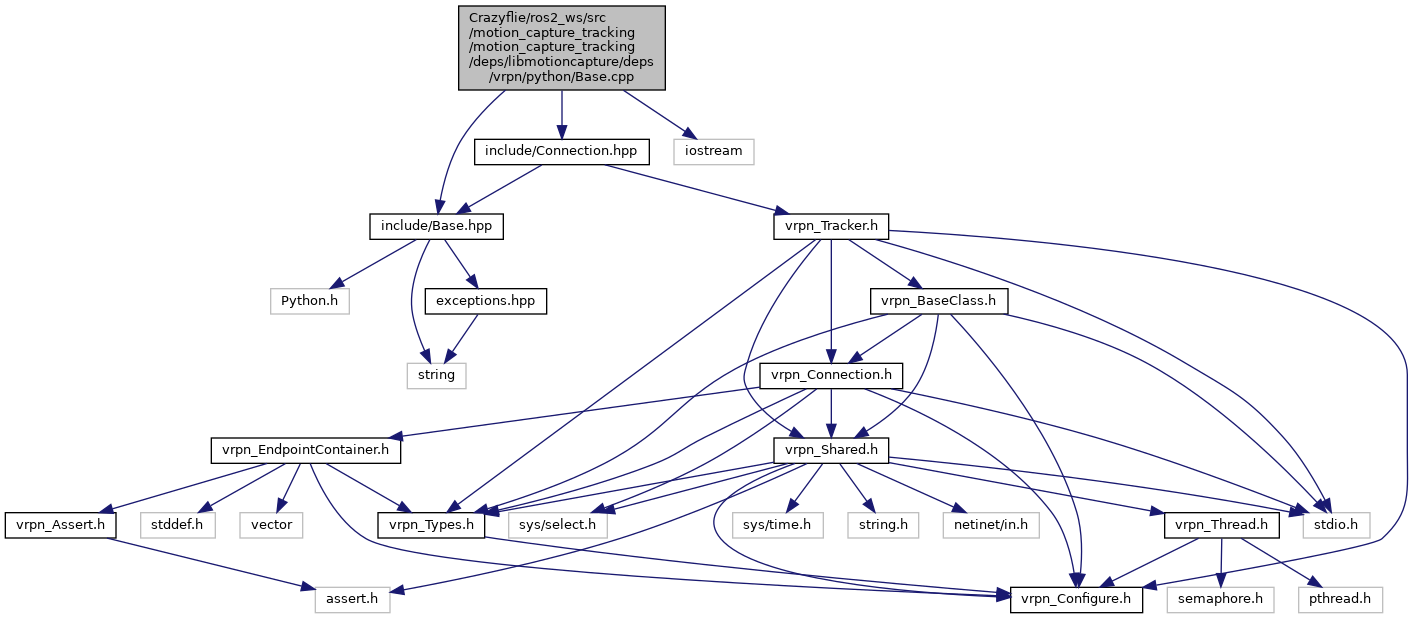 Crazyflie/ros2_ws/src
/motion_capture_tracking
/motion_capture_tracking
/deps/libmotioncapture/deps
/vrpn/python/Base.cpp
include/Connection.hpp
iostream
include/Base.hpp
vrpn_Tracker.h
Python.h
exceptions.hpp
vrpn_BaseClass.h
string
vrpn_Connection.h
vrpn_EndpointContainer.h
vrpn_Shared.h
vrpn_Assert.h
stddef.h
vector
vrpn_Types.h
sys/select.h
sys/time.h
string.h
netinet/in.h
vrpn_Thread.h
stdio.h
assert.h
vrpn_Configure.h
semaphore.h
pthread.h